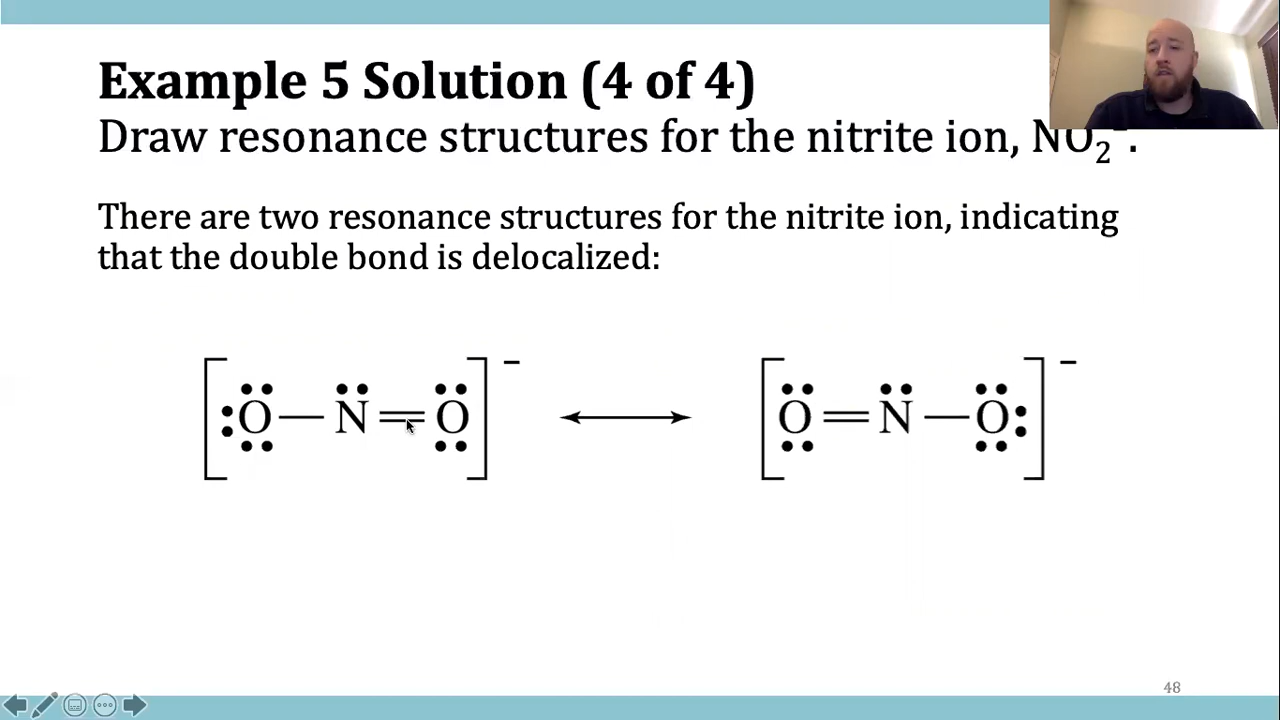 Example 5 Solution (4 of 4)
Draw resonance structures for the nitrite ion, NO₂⁻.
There are two resonance structures for the nitrite ion, indicating
that the double bond is delocalized:
[:O — N = O]⁻ ↔ [O = N — O:]⁻
48